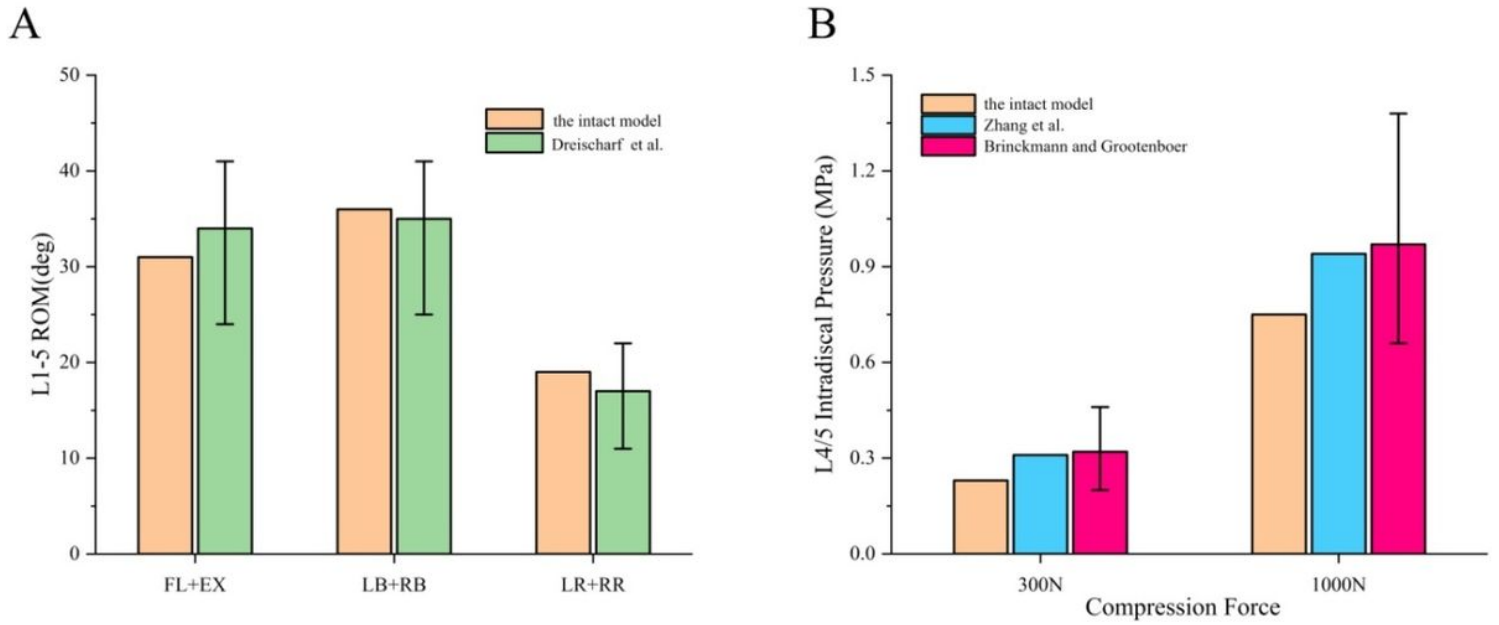 A
L1-5 ROM(deg)
50
40
30
20
10
0
the intact model
Dreischarf et al.
FL+EX
LB+RB
LR+RR
B
L4/5 Intradiscal Pressure (MPa)
1.5
1.2
0.9
0.6
0.3
0.0
the intact model
Zhang et al.
Brinckmann and Grootenboer
300N
1000N
Compression Force